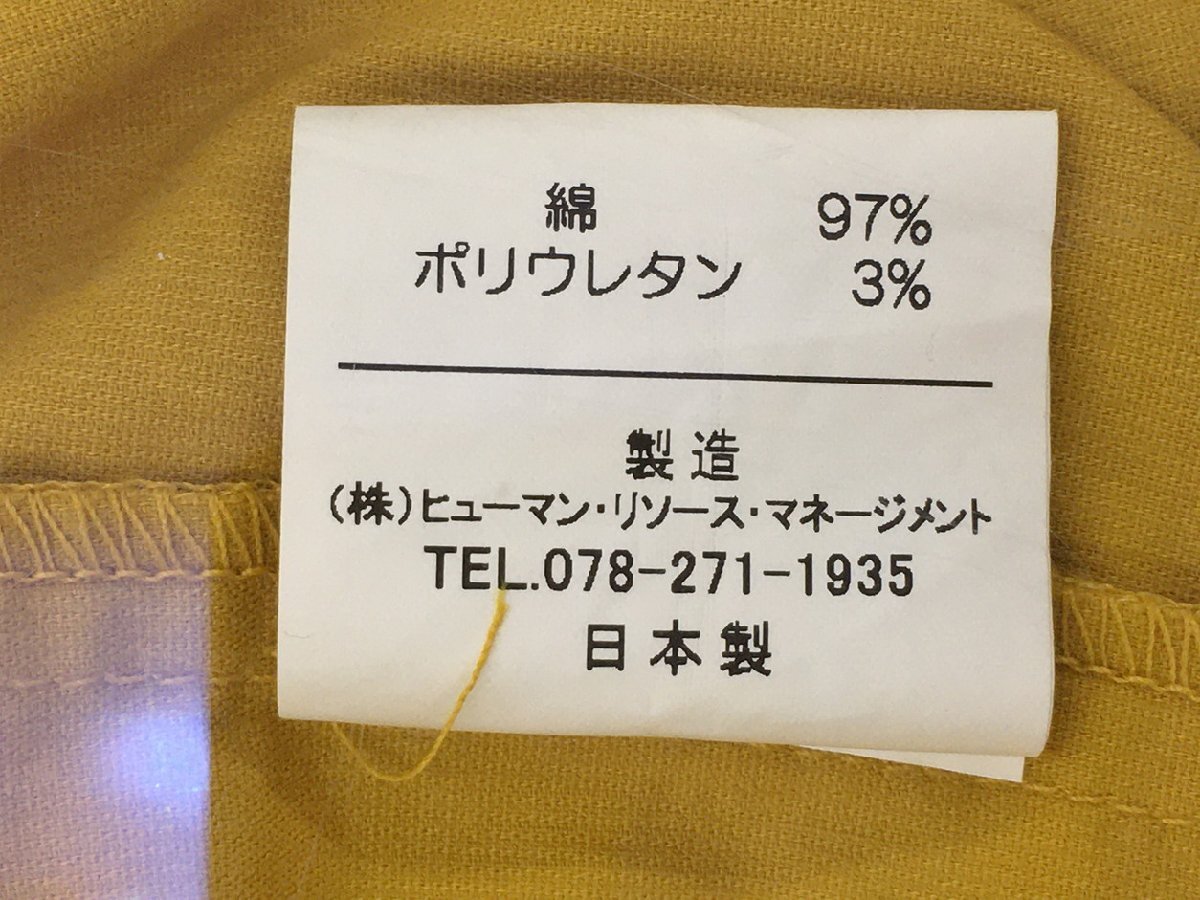 綿 97%
ポリウレタン 3%
製造
(株)ヒューマン・リソース・マネージメント
TEL.078-271-1935
日本製